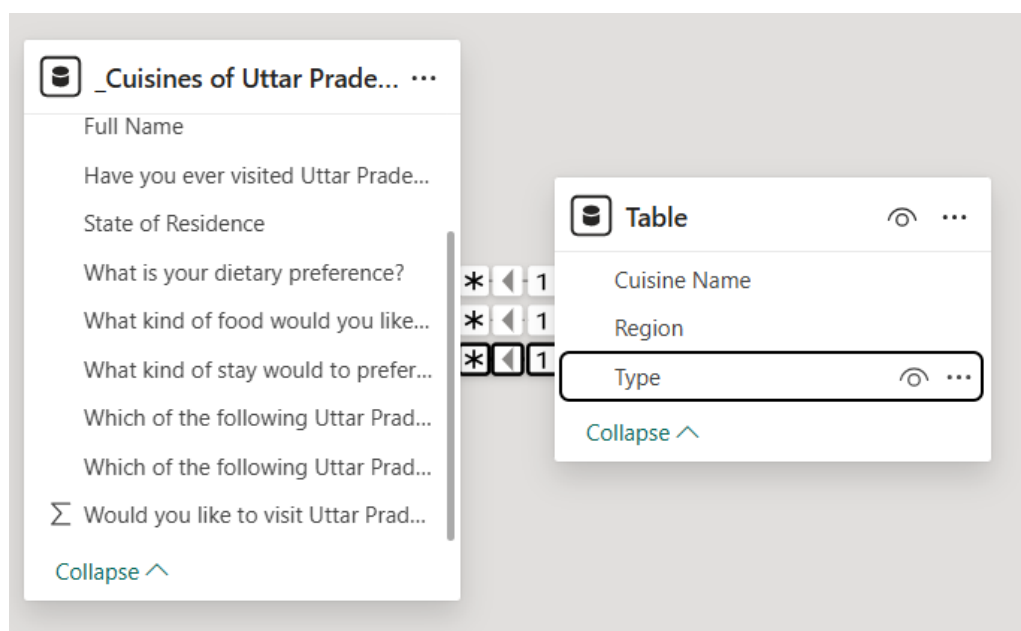 _Cuisines of Uttar Prade... ...
Full Name
Have you ever visited Uttar Prade...
State of Residence
What is your dietary preference?
What kind of food would you like...
What kind of stay would to prefer...
Which of the following Uttar Prad...
Which of the following Uttar Prad...
∑ Would you like to visit Uttar Prad...
Collapse
* 1
* 1
* 1
Table ...
Cuisine Name
Region
Type ...
Collapse